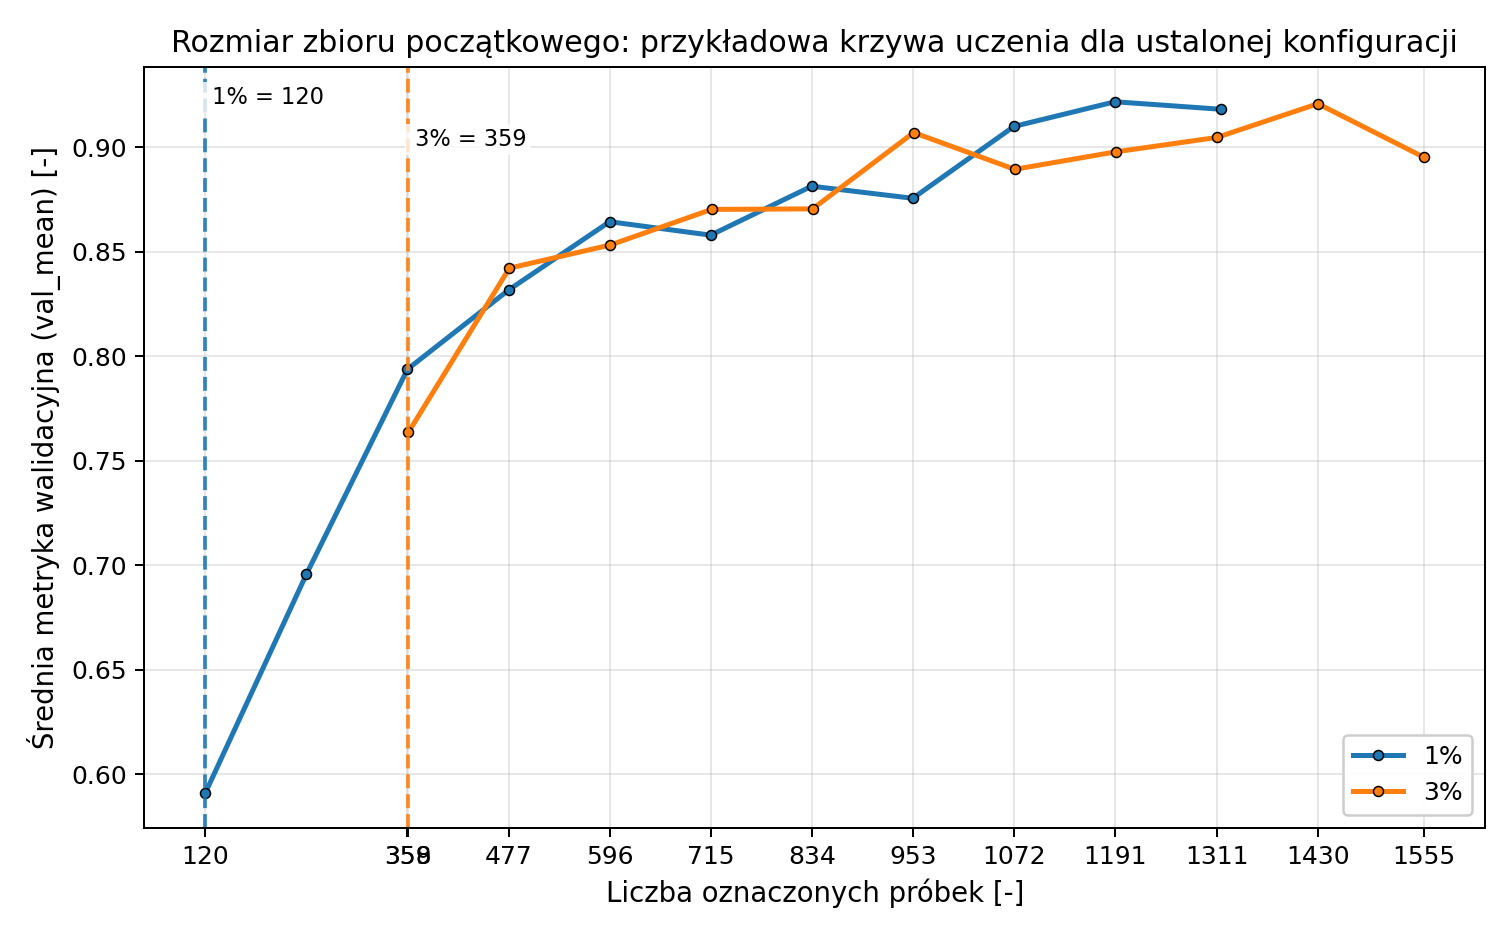 Rozmiar zbioru początkowego: przykładowa krzywa uczenia dla ustalonej konfiguracji
1% = 120
3% = 359
0.90
0.85
0.80
0.75
0.70
0.65
0.60
Średnia metryka walidacyjna (val_mean) [-]
1%
3%
120 477 596 715 834 953 1072 1191 1311 1430 1555
Liczba oznaczonych próbek [-]